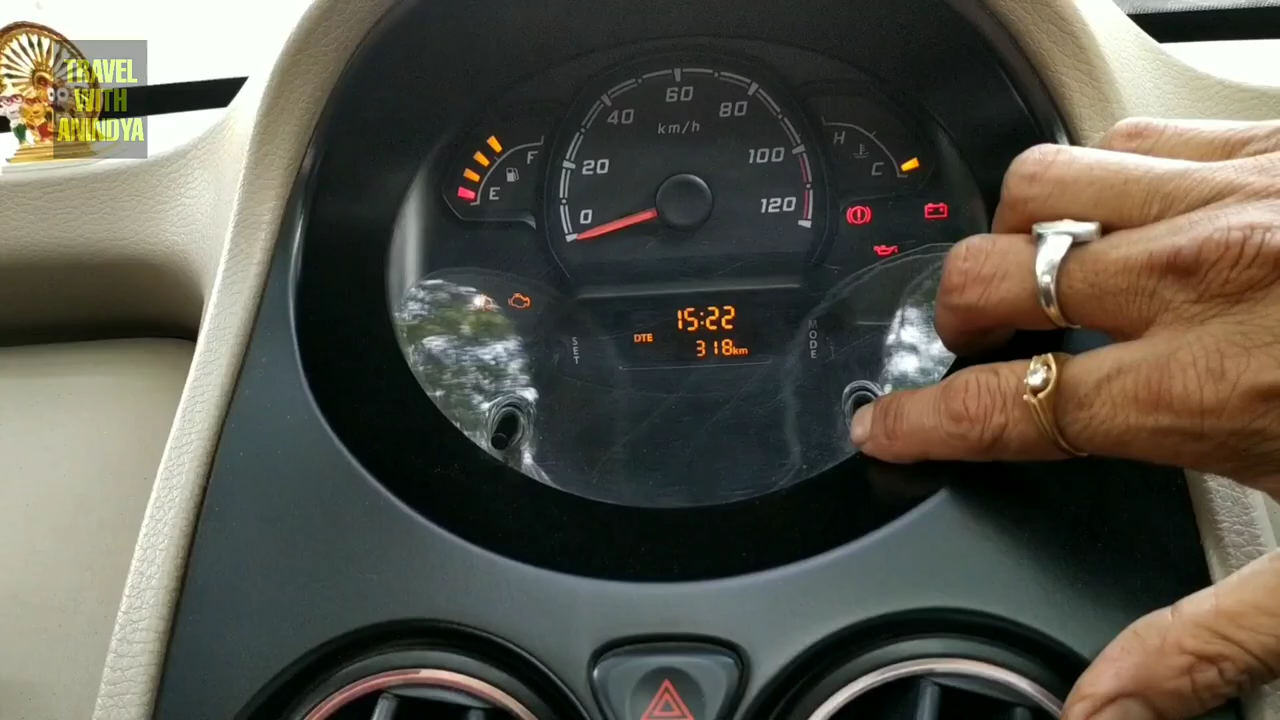 TRAVEL
WITH
ANINDYA
F
E
0
20
40
60
80
100
120
km/h
H
C
15:22
DTE
318km
SET
MODE